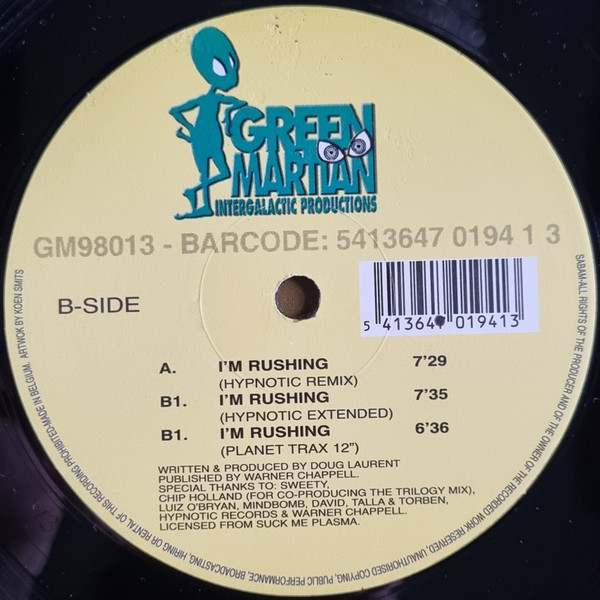 GREEN
MARTIAN
INTERGALACTIC PRODUCTIONS
GM98013 - BARCODE: 5413647 0194 1 3
B-SIDE
5 413647 019413
A. I'M RUSHING 7'29
(HYPNOTIC REMIX)
B1. I'M RUSHING 7'35
(HYPNOTIC EXTENDED)
B1. I'M RUSHING 6'36
(PLANET TRAX 12")
WRITTEN & PRODUCED BY DOUG LAURENT
PUBLISHED BY WARNER CHAPPELL.
SPECIAL THANKS TO: SWEETY,
CHIP HOLLAND (FOR CO-PRODUCING THE TRILOGY MIX),
LUIZ O'BRYAN, MINDBOMB, DAVID, TALLA & TORBEN,
HYPNOTIC RECORDS & WARNER CHAPPELL.
LICENSED FROM SUCK ME PLASMA.
SABAM-ALL RIGHTS OF THE PRODUCER AND OF THE OWNER OF THE RECORDED WORK RESERVED. UNAUTHORISED COPYING, PUBLIC PERFORMANCE, BROADCASTING, HIRING OR RENTAL OF THIS RECORDING PROHIBITED-MADE IN BELGIUM. ARTWOK BY KOEN SMITS